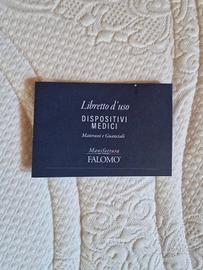 Libretto d'uso
DISPOSITIVI
MEDICI
Materassi e Guanciali
Manifattura
FALOMO